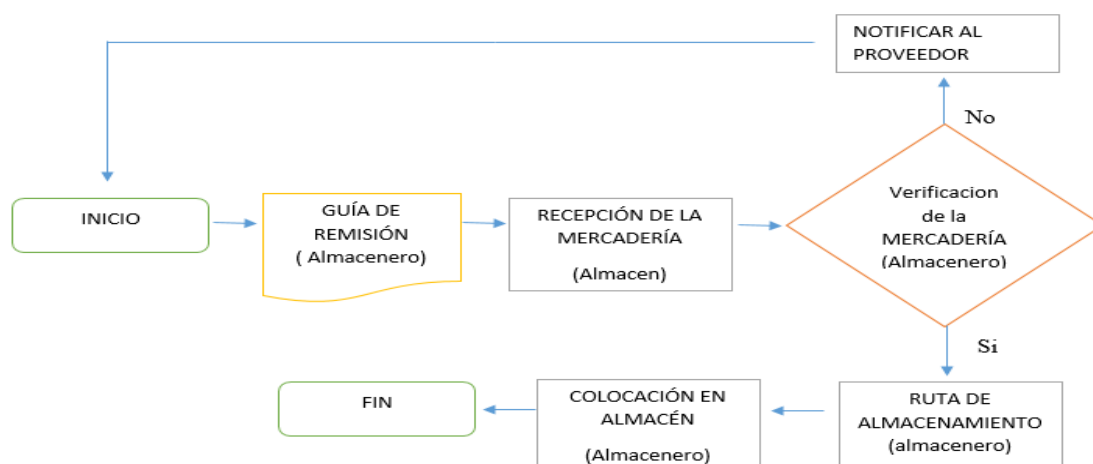 NOTIFICAR AL
PROVEEDOR
No
INICIO
GUÍA DE
REMISIÓN
( Almacenero)
RECEPCIÓN DE LA
MERCADERÍA
(Almacen)
Verificacion
de la
MERCADERÍA
(Almacenero)
Si
FIN
COLOCACIÓN EN
ALMACÉN
(Almacenero)
RUTA DE
ALMACENAMIENTO
(almacenero)